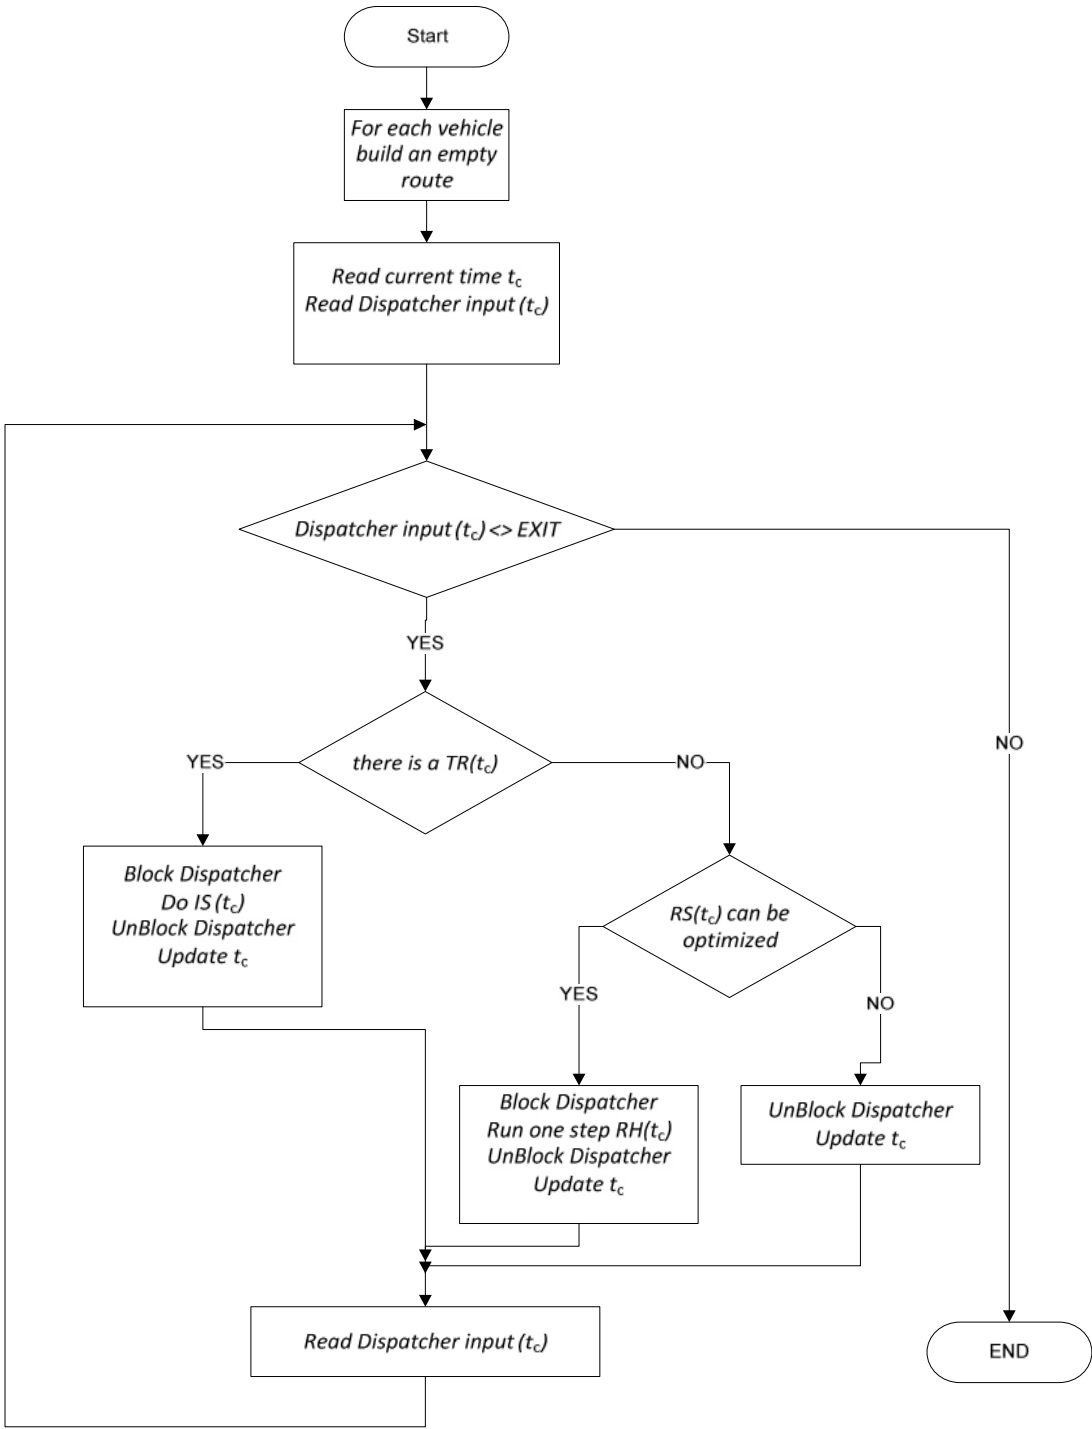 Start
For each vehicle
build an empty
route
Read current time tc
Read Dispatcher input (tc)
Dispatcher input (tc) <> EXIT
YES
NO
there is a TR(tc)
YES
NO
Block Dispatcher
Do IS (tc)
UnBlock Dispatcher
Update tc
RS(tc) can be
optimized
YES
NO
Block Dispatcher
Run one step RH(tc)
UnBlock Dispatcher
Update tc
UnBlock Dispatcher
Update tc
Read Dispatcher input (tc)
END